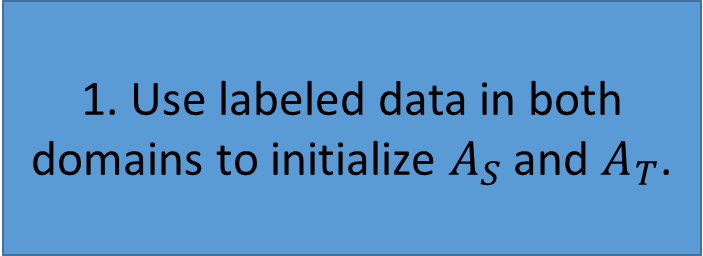 1. Use labeled data in both
domains to initialize A_S and A_T.